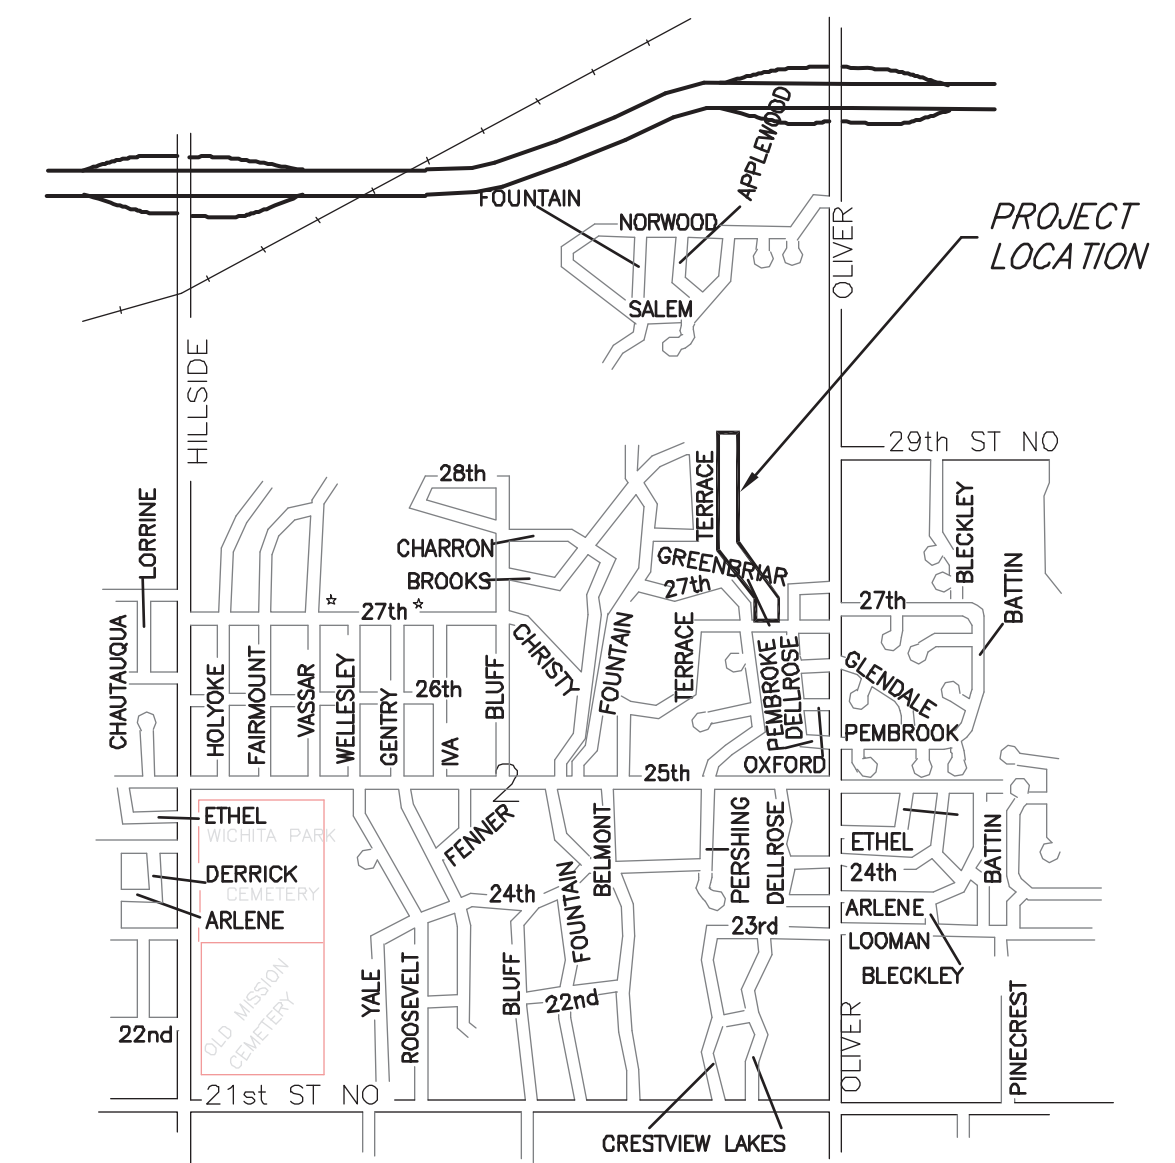 APPLEWOOD
FOUNTAIN
NORWOOD
PROJECT
LOCATION
OLIVER
SALEM
HILLSIDE
29th ST NO
28th
TERRACE
LORRINE
BLECKLEY
CHARRON
BROOKS
GREENBRIAR
27th
BATTIN
27th
27th
CHAUTAUQUA
CHRISTY
FOUNTAIN
TERRACE
PEMBROKE
DELLROSE
GLENDALE
HOLYOKE
FAIRMOUNT
VASSAR
WELLESLEY
GENTRY
26th
IVA
BLUFF
PEMBROOK
OXFORD
25th
ETHEL
WICHITA PARK
CEMETERY
FENNER
BELMONT
PERSHING
DELLROSE
ETHEL
BATTIN
DERRICK
24th
24th
ARLENE
ARLENE
FOUNTAIN
23rd
LOOMAN
BLECKLEY
OLD MISSION
CEMETERY
YALE
ROOSEVELT
BLUFF
22nd
22nd
OLIVER
PINECREST
21st ST NO
CRESTVIEW LAKES